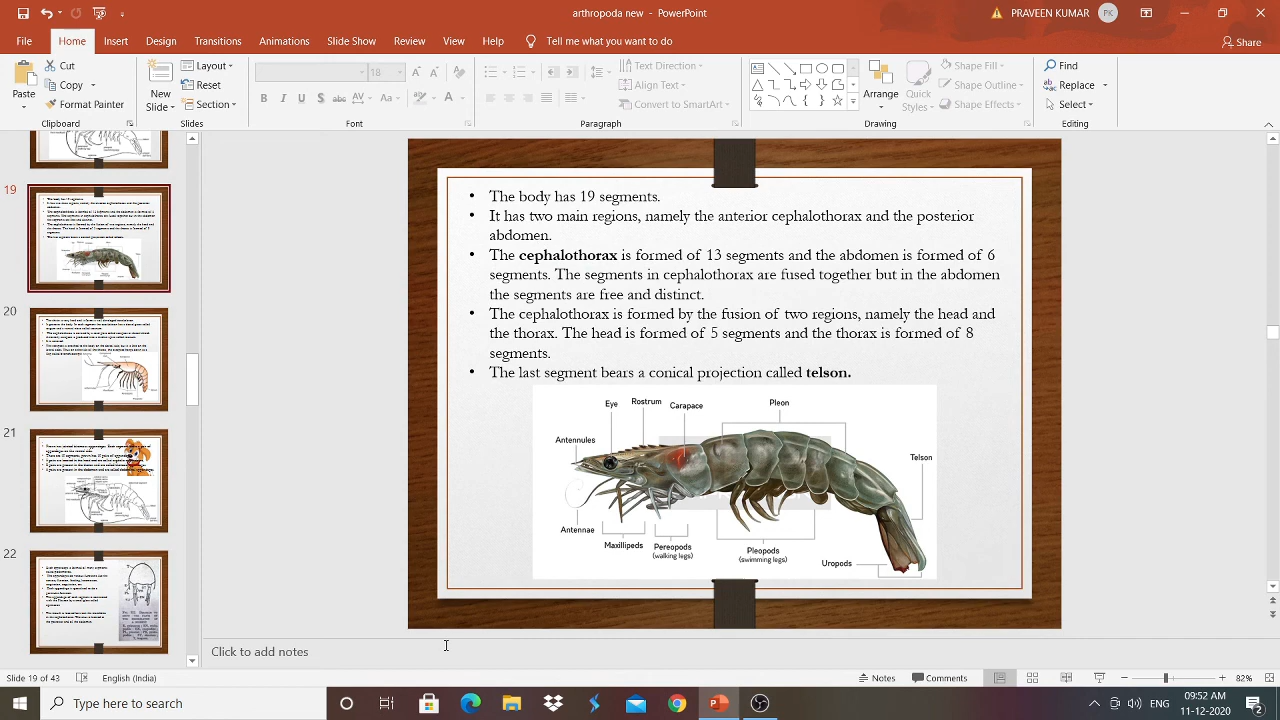 arthropoda new - PowerPoint
PRAVEEN KUMAR
PK
File Home Insert Design Transitions Animations Slide Show Review View Help Tell me what you want to do
Share
Paste
Cut
Copy
Format Painter
Clipboard
New Slide
Layout
Reset
Section
Slides
18
B I U S abc AV Aa
Font
Text Direction
Align Text
Convert to SmartArt
Paragraph
Arrange
Quick Styles
Shape Fill
Shape Outline
Shape Effects
Drawing
Find
Replace
Select
Editing
19
20
21
22
The body has 19 segments.
It has two main regions, namely the anterior cephalothorax and the posterior
abdomen.
The cephalothorax is formed of 13 segments and the abdomen is formed of 6
segments. The segments in cephalothorax are fused together but in the abdomen
the segments are free and distinct.
The cephalothorax is formed by the fusion of two regions, namely the head and
the thorax. The head is formed of 5 segments and the thorax is formed of 8
segments.
The last segment bears a conical projection called telson.
Eye
Rostrum
Carapace
Pleon
Antennules
Telson
Antennae
Maxillipeds
Pereopods
(walking legs)
Pleopods
(swimming legs)
Uropods
Click to add notes
Slide 19 of 43
English (India)
Notes
Comments
82%
Type here to search
ENG
09:52 AM
11-12-2020
2